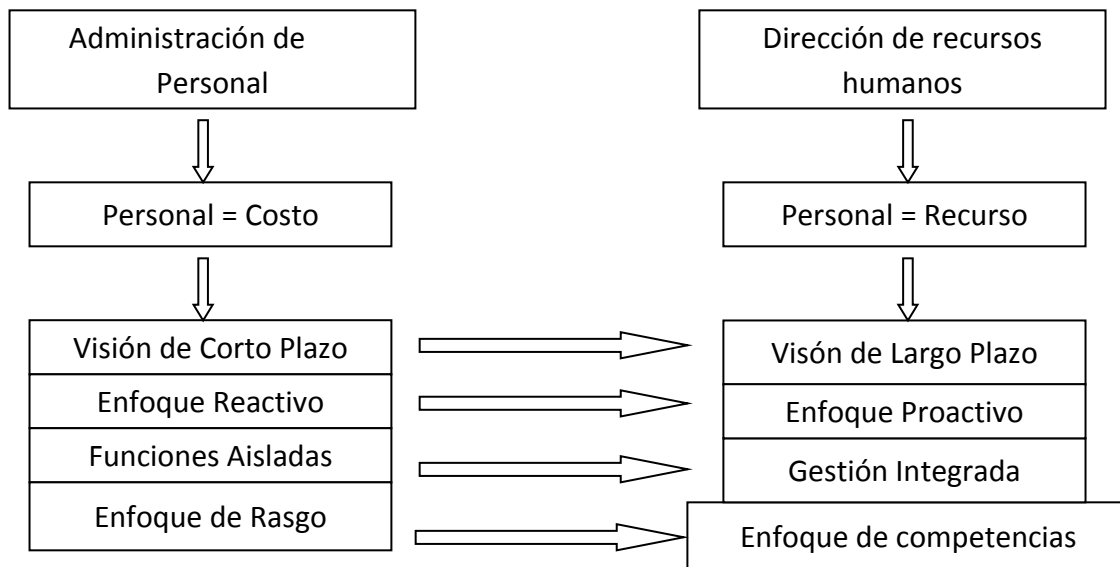 Administración de
Personal
Dirección de recursos
humanos
Personal = Costo
Personal = Recurso
Visión de Corto Plazo
Visón de Largo Plazo
Enfoque Reactivo
Enfoque Proactivo
Funciones Aisladas
Gestión Integrada
Enfoque de Rasgo
Enfoque de competencias